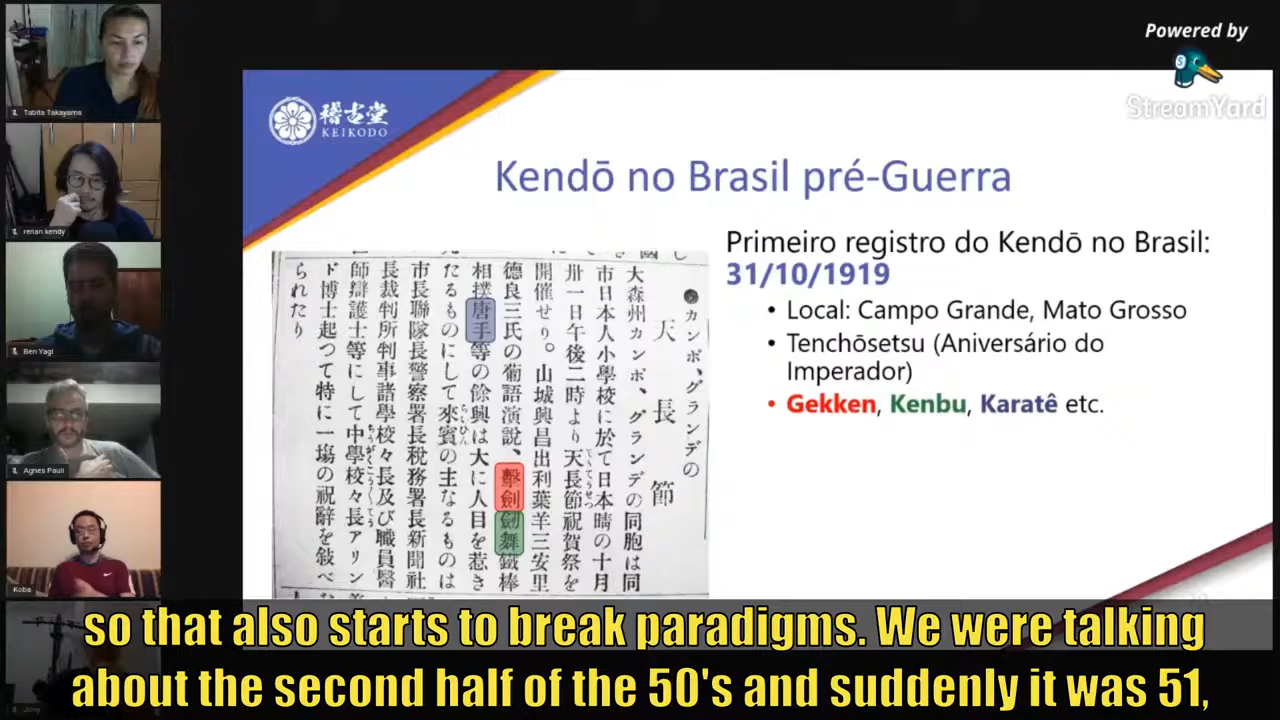 Powered by
StreamYard
Tabita Takayama
renan kendy
Ben Yagi
Agnes Pauli
Koba
稽古堂
KEIKODO
Kendō no Brasil pré-Guerra
Primeiro registro do Kendō no Brasil:
31/10/1919
• Local: Campo Grande, Mato Grosso
• Tenchōsetsu (Aniversário do
Imperador)
• Gekken, Kenbu, Karatê etc.
●カンポ、グランデの
天長節
大森州カンポ、グランデの同胞は同
市日本人小學校に於て日本晴の十月
卅一日午後二時より天長節祝賀祭を
開催せり。山城興昌出利葉羊三安里
德良三氏の葡語演說、擊劍劒舞鐵棒
相撲唐手等の餘興は大に人目を惹き
たるものにして來賓の主なるものは
市長聯隊長警察署長稅務署長新聞社
長裁判所判事諸學校々長及び職員醫
師辯護士等にして中學校々長アリン
ド博士起つて特に一塲の祝辭を敍べ
られたり
so that also starts to break paradigms. We were talking
about the second half of the 50's and suddenly it was 51,